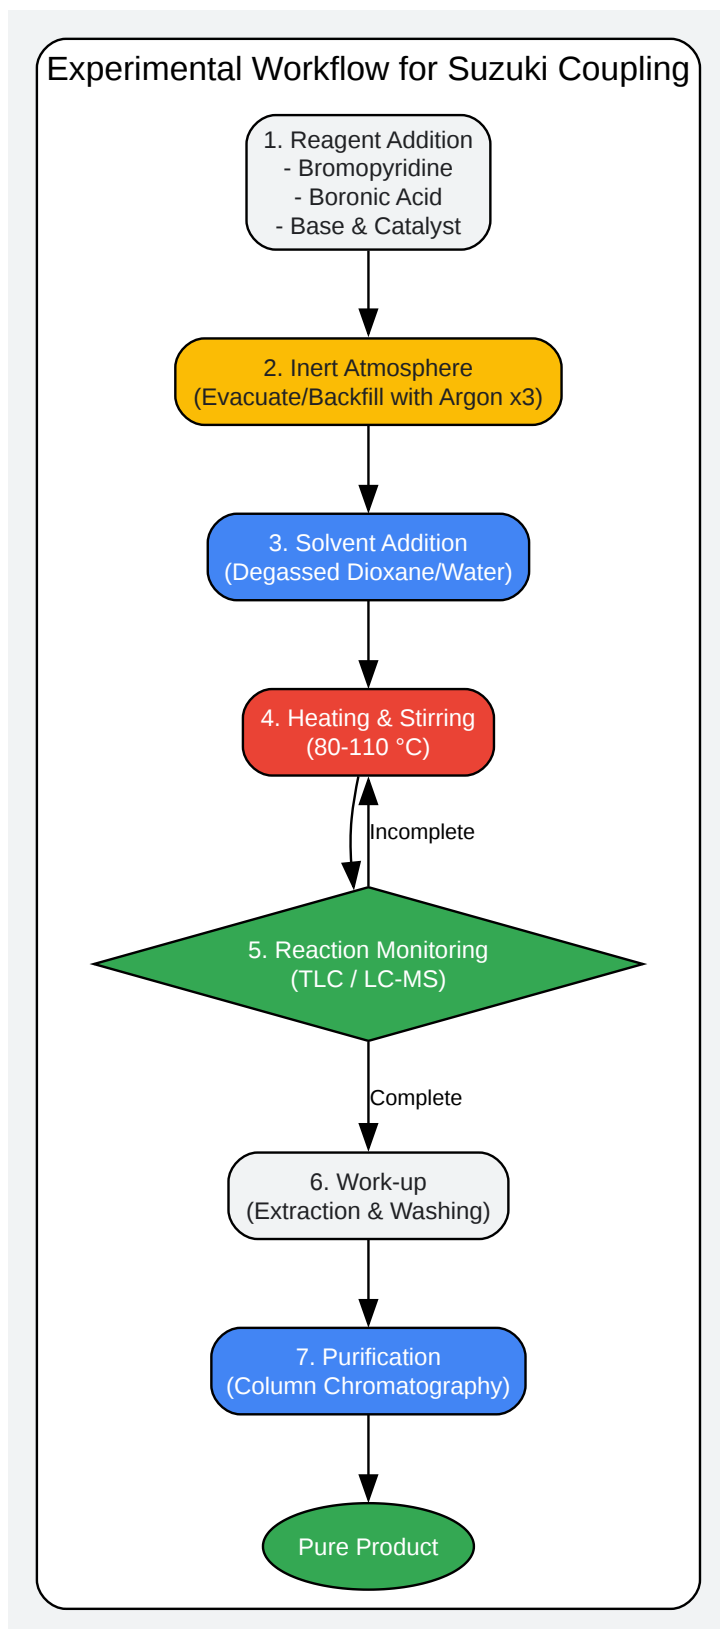 Experimental Workflow for Suzuki Coupling
1. Reagent Addition
- Bromopyridine
- Boronic Acid
- Base & Catalyst
2. Inert Atmosphere
(Evacuate/Backfill with Argon x3)
3. Solvent Addition
(Degassed Dioxane/Water)
4. Heating & Stirring
(80-110 °C)
Incomplete
5. Reaction Monitoring
(TLC / LC-MS)
Complete
6. Work-up
(Extraction & Washing)
7. Purification
(Column Chromatography)
Pure Product